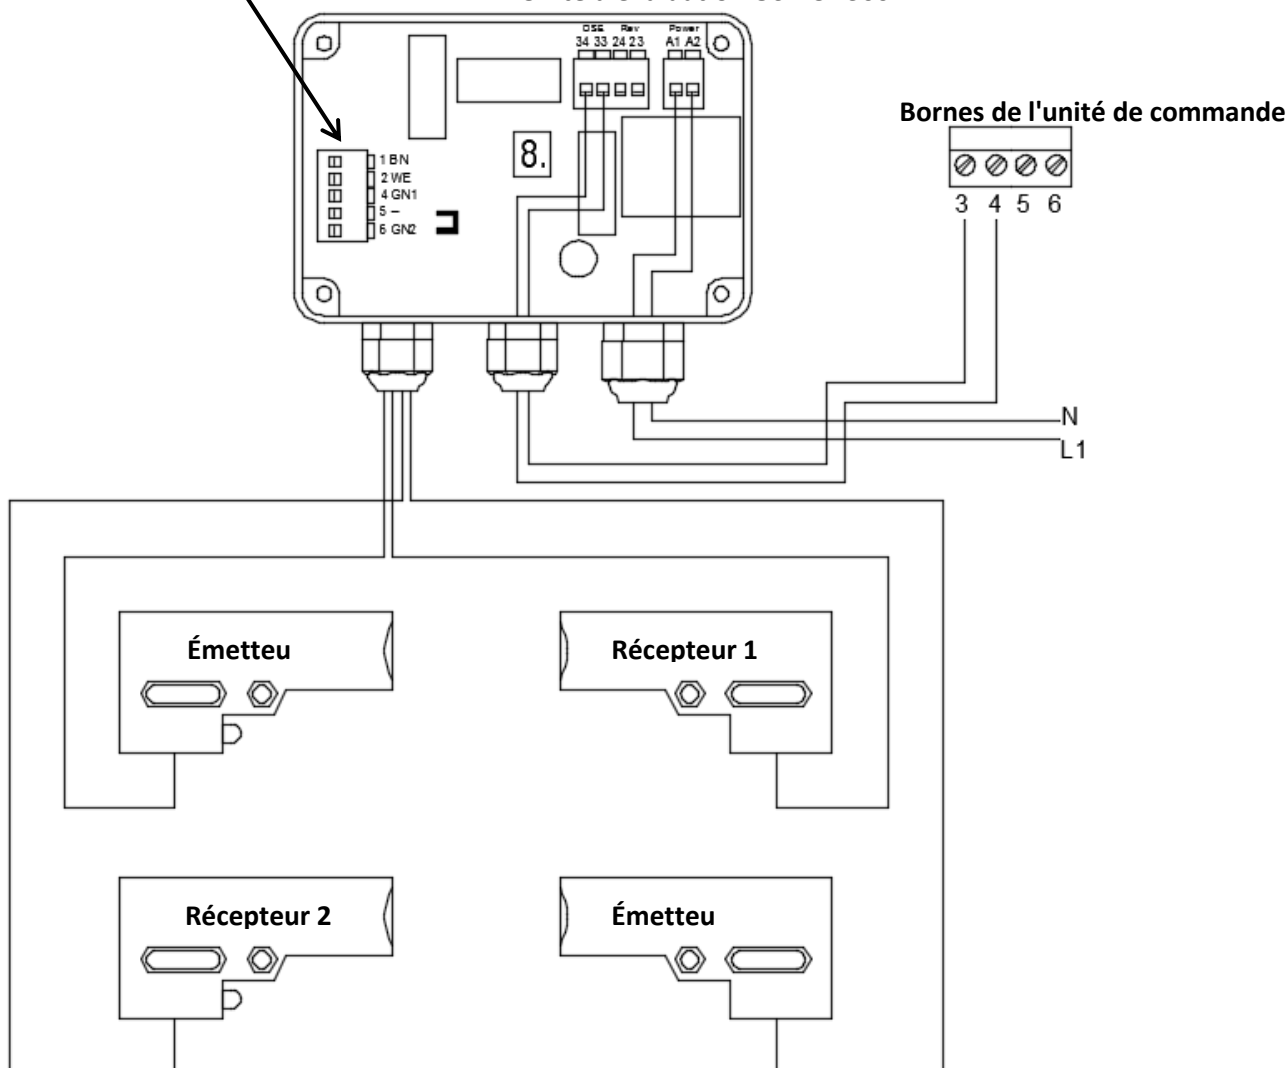 OSE Rev Power
34 33 24 23 A1 A2
Bornes de l'unité de commande
8.
1 BN
2 WE
4 GN1
5 –
6 GN2
3 4 5 6
N
L1
Émetteu
Récepteur 1
Récepteur 2
Émetteu